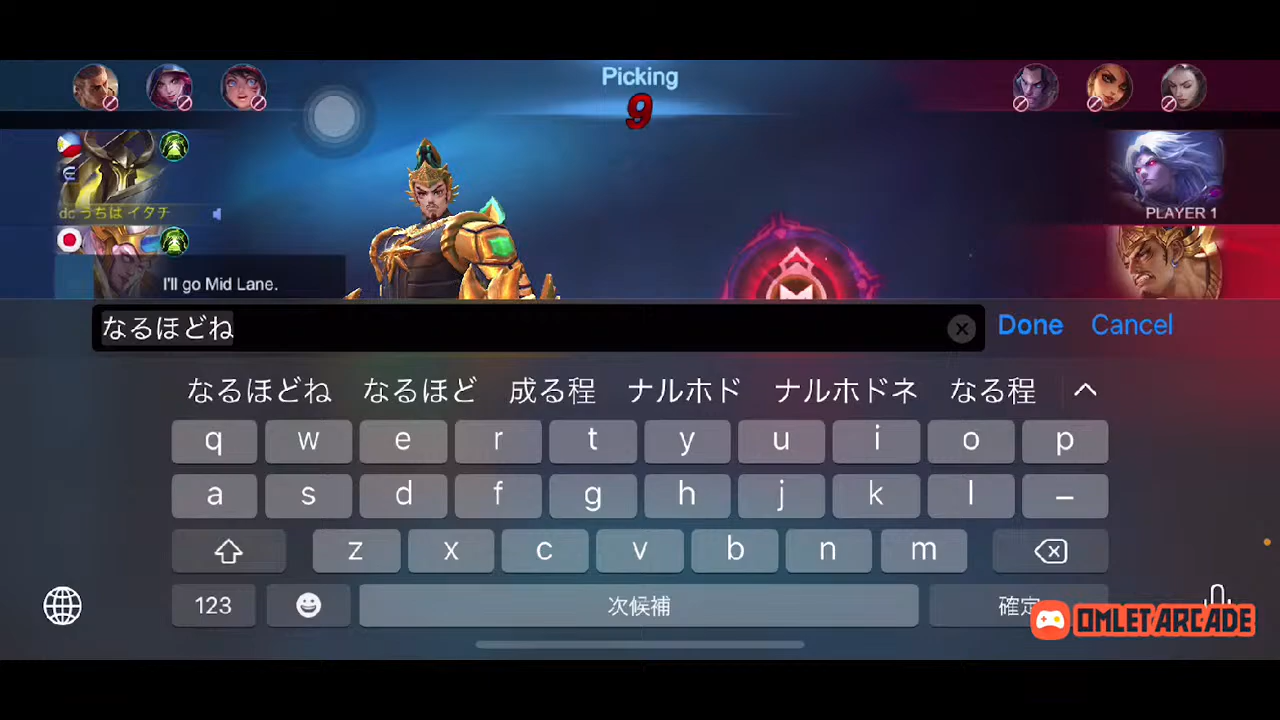 Picking
9
dc うちは イタチ
PLAYER 1
I'll go Mid Lane.
なるほどね
Done
Cancel
なるほどね なるほど 成る程 ナルホド ナルホドネ なる程
q w e r t y u i o p
a s d f g h j k l ー
z x c v b n m
123 次候補 確定
OMLET ARCADE